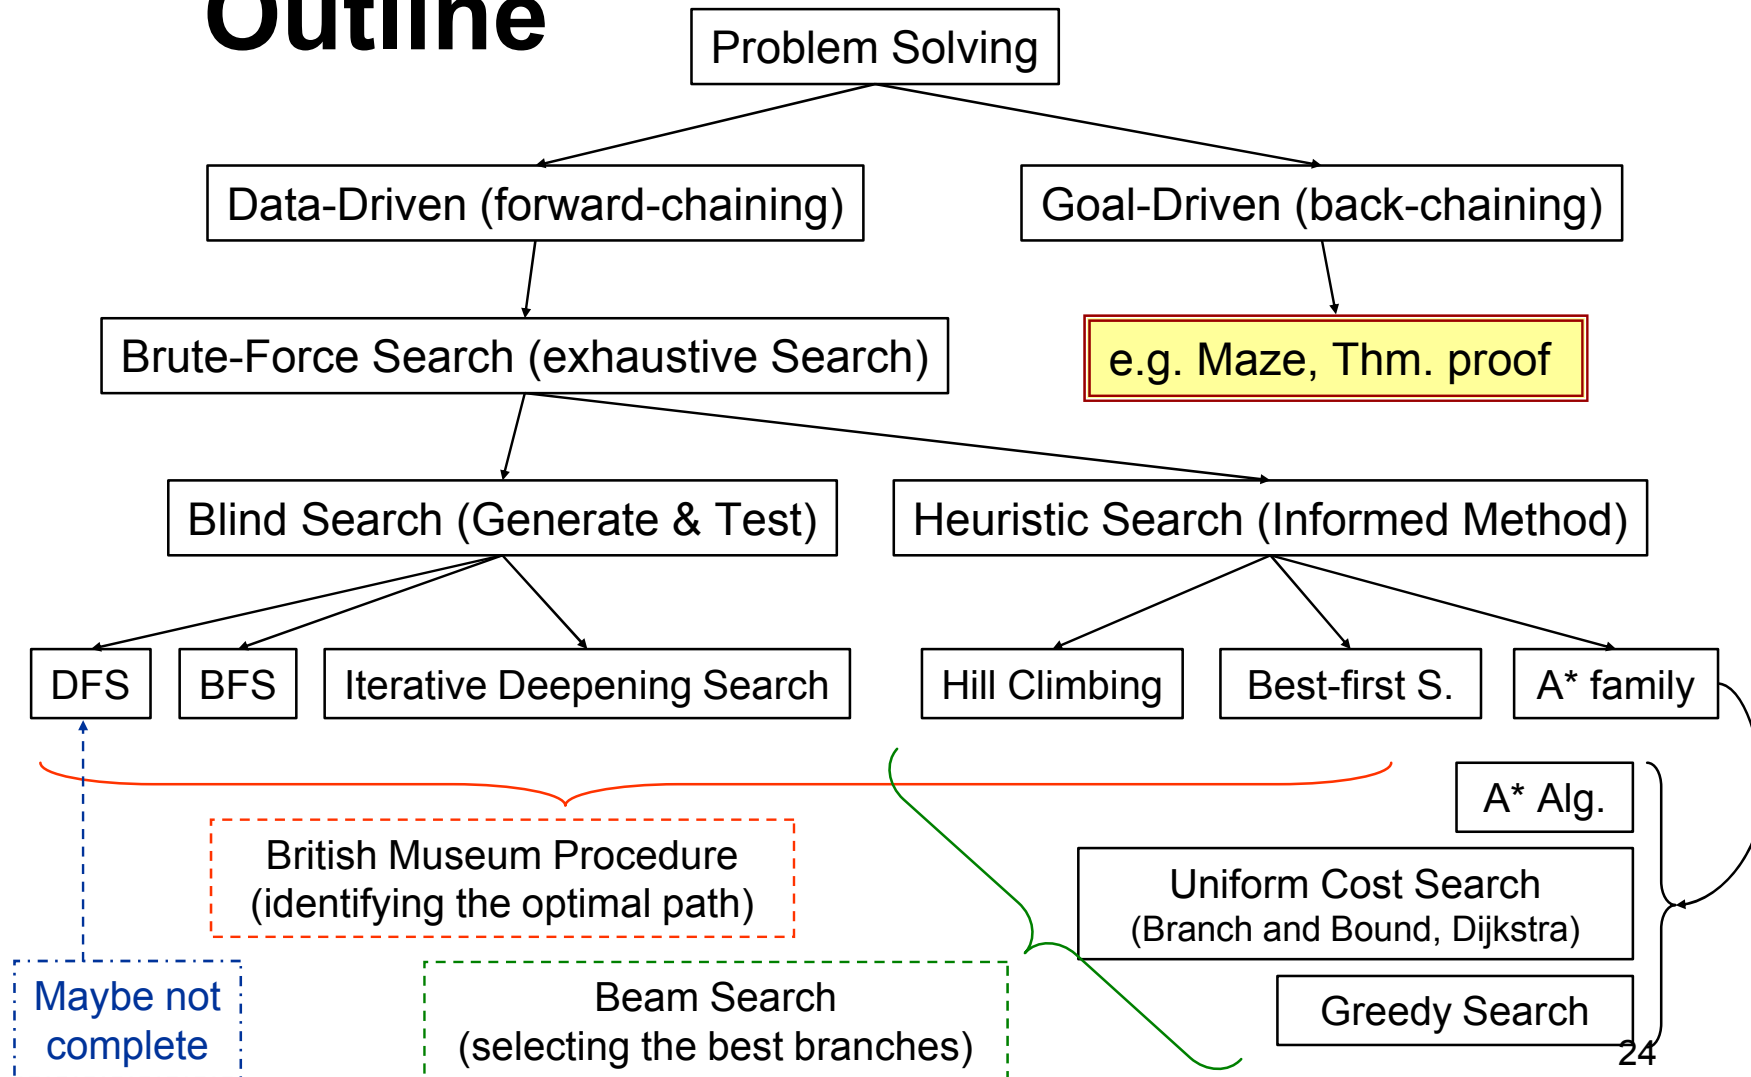 Outline
Problem Solving
Data-Driven (forward-chaining)
Goal-Driven (back-chaining)
Brute-Force Search (exhaustive Search)
e.g. Maze, Thm. proof
Blind Search (Generate & Test)
Heuristic Search (Informed Method)
DFS
BFS
Iterative Deepening Search
Hill Climbing
Best-first S.
A* family
A* Alg.
British Museum Procedure
(identifying the optimal path)
Uniform Cost Search
(Branch and Bound, Dijkstra)
Maybe not
complete
Beam Search
(selecting the best branches)
Greedy Search
24